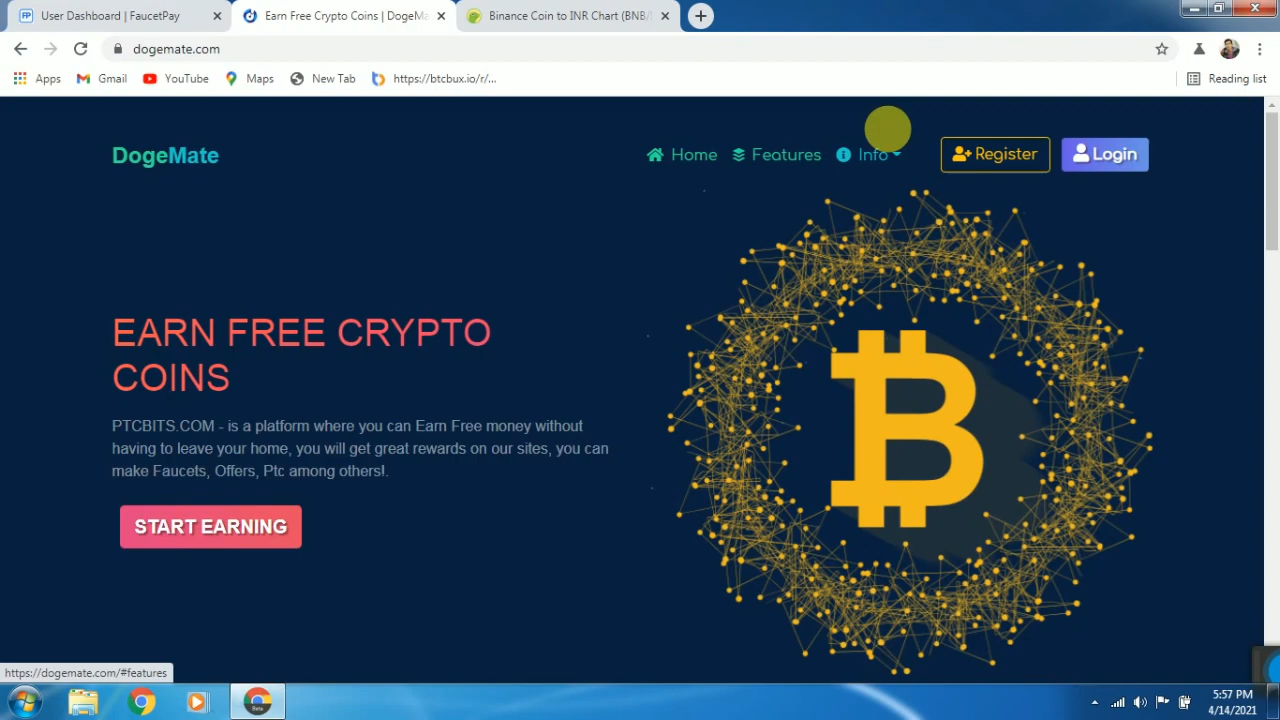 User Dashboard | FaucetPay
Earn Free Crypto Coins | DogeMa
Binance Coin to INR Chart (BNB/
dogemate.com
Apps
Gmail
YouTube
Maps
New Tab
https://btcbux.io/r/...
Reading list
DogeMate
Home
Features
Info
Register
Login
EARN FREE CRYPTO
COINS
PTCBITS.COM - is a platform where you can Earn Free money without
having to leave your home, you will get great rewards on our sites, you can
make Faucets, Offers, Ptc among others!.
START EARNING
https://dogemate.com/#features
5:57 PM
4/14/2021